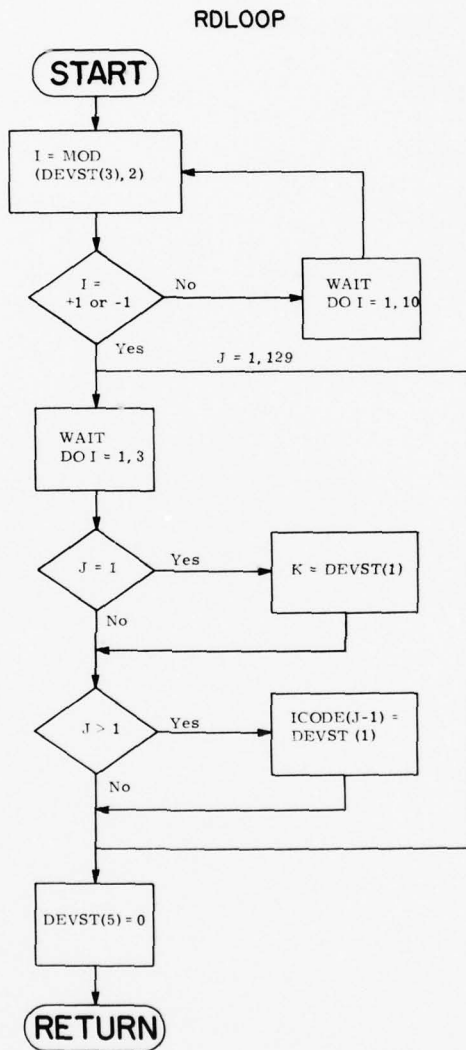 RDLOOP
START
I = MOD
(DEVST(3), 2)
I =
+1 or -1
No
WAIT
DO I = 1, 10
Yes
J = 1, 129
WAIT
DO I = 1, 3
J = 1
Yes
K = DEVST(1)
No
J > 1
Yes
ICODE(J-1) =
DEVST (1)
No
DEVST(5) = 0
RETURN